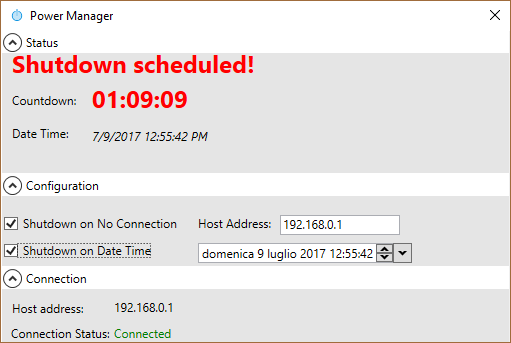 Power Manager
Status
Shutdown scheduled!
Countdown: 01:09:09
Date Time: 7/9/2017 12:55:42 PM
Configuration
Shutdown on No Connection Host Address: 192.168.0.1
Shutdown on Date Time domenica 9 luglio 2017 12:55:42
Connection
Host address: 192.168.0.1
Connection Status: Connected